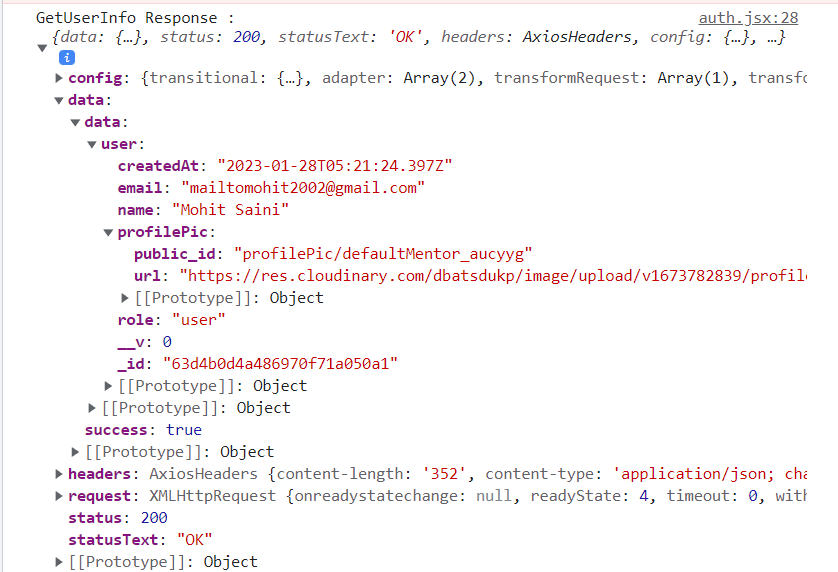 GetUserInfo Response : auth.jsx:28
{data: {…}, status: 200, statusText: 'OK', headers: AxiosHeaders, config: {…}, …}
i
config: {transitional: {…}, adapter: Array(2), transformRequest: Array(1), transfo
data:
data:
user:
createdAt: "2023-01-28T05:21:24.397Z"
email: "mailtomohit2002@gmail.com"
name: "Mohit Saini"
profilePic:
public_id: "profilePic/defaultMentor_aucyyg"
url: "https://res.cloudinary.com/dbatsdukp/image/upload/v1673782839/profile
[[Prototype]]: Object
role: "user"
__v: 0
_id: "63d4b0d4a486970f71a050a1"
[[Prototype]]: Object
[[Prototype]]: Object
success: true
[[Prototype]]: Object
headers: AxiosHeaders {content-length: '352', content-type: 'application/json; cha
request: XMLHttpRequest {onreadystatechange: null, readyState: 4, timeout: 0, with
status: 200
statusText: "OK"
[[Prototype]]: Object